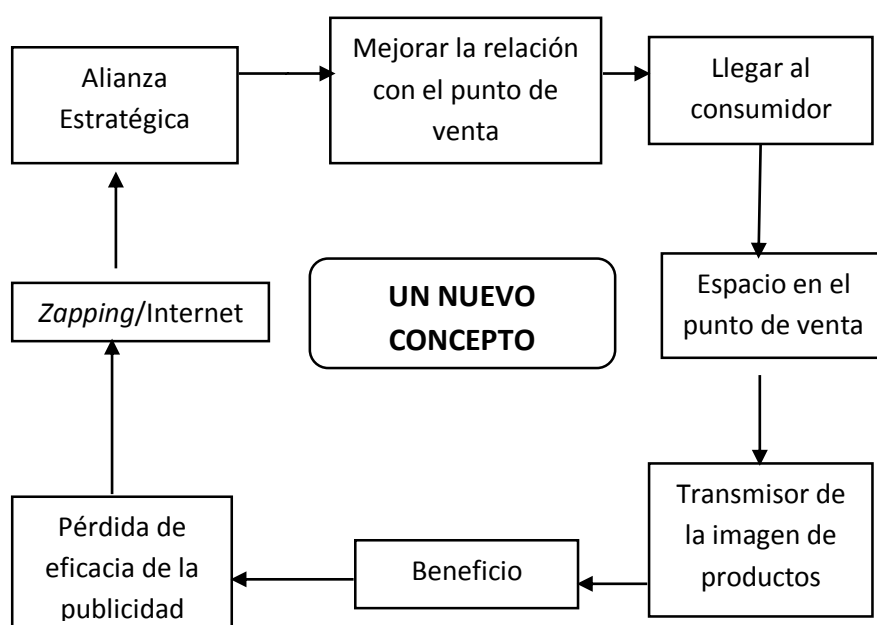 Alianza
Estratégica
Mejorar la relación
con el punto de
venta
Llegar al
consumidor
Zapping/Internet
UN NUEVO
CONCEPTO
Espacio en el
punto de venta
Pérdida de
eficacia de la
publicidad
Beneficio
Transmisor de
la imagen de
productos